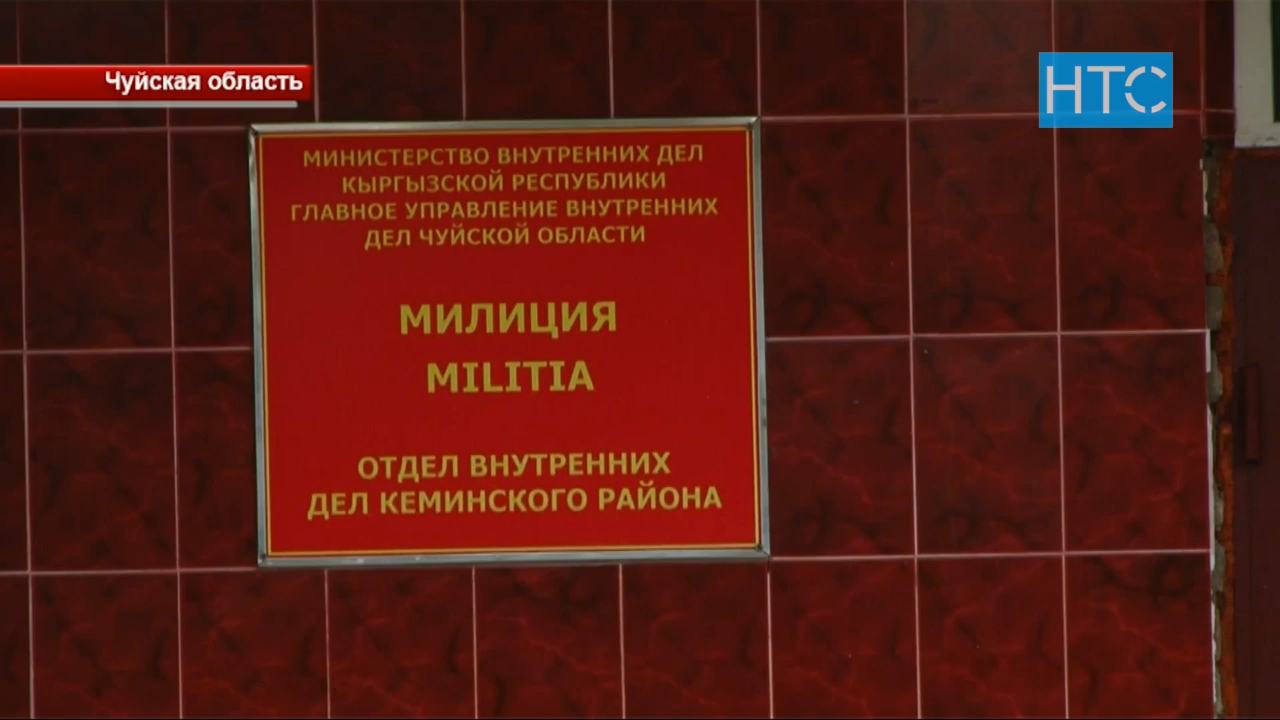 Чуйская область
НТС
МИНИСТЕРСТВО ВНУТРЕННИХ ДЕЛ
КЫРГЫЗСКОЙ РЕСПУБЛИКИ
ГЛАВНОЕ УПРАВЛЕНИЕ ВНУТРЕННИХ
ДЕЛ ЧУЙСКОЙ ОБЛАСТИ
МИЛИЦИЯ
MILITIA
ОТДЕЛ ВНУТРЕННИХ
ДЕЛ КЕМИНСКОГО РАЙОНА